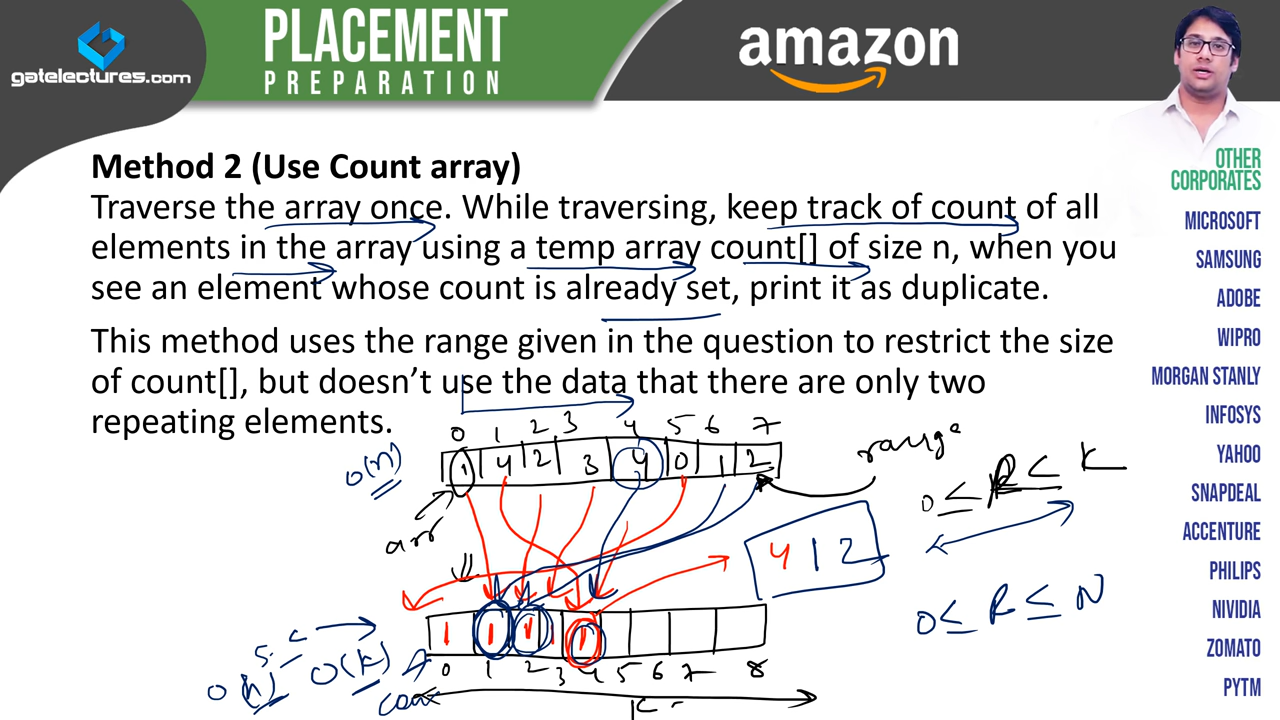 gatelectures.com
PLACEMENT
PREPARATION
amazon
OTHER
CORPORATES
MICROSOFT
SAMSUNG
ADOBE
WIPRO
MORGAN STANLY
INFOSYS
YAHOO
SNAPDEAL
ACCENTURE
PHILIPS
NIVIDIA
ZOMATO
PYTM
Method 2 (Use Count array)
Traverse the array once. While traversing, keep track of count of all
elements in the array using a temp array count[] of size n, when you
see an element whose count is already set, print it as duplicate.
This method uses the range given in the question to restrict the size
of count[], but doesn’t use the data that there are only two
repeating elements.
0 1 2 3 4 5 6 7
O(n)
1 4 2 3 4 0 1 2
range
arr
0 ≤ R ≤ K
4 1 2
0 ≤ R ≤ N
1 1 1 1 1
0 1 2 3 4 5 6 7 8
S.C
O(n) O(k)
K